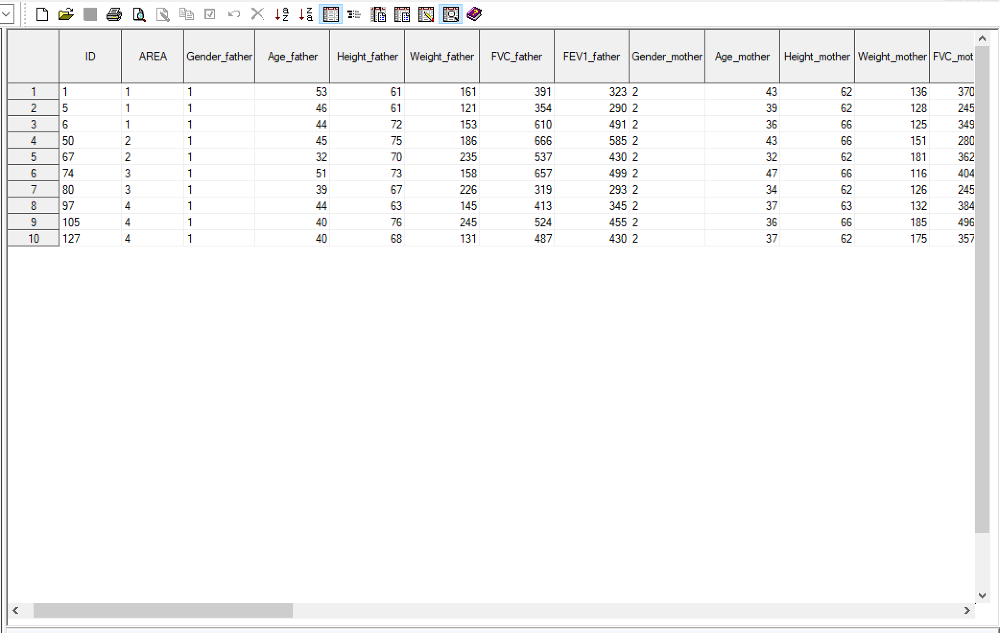 ID AREA Gender_father Age_father Height_father Weight_father FVC_father FEV1_father Gender_mother Age_mother Height_mother Weight_mother FVC_mot
1 1 1 1 53 61 161 391 323 2 43 62 136 370
2 5 1 1 46 61 121 354 290 2 39 62 128 245
3 6 1 1 44 72 153 610 491 2 36 66 125 349
4 50 2 1 45 75 186 666 585 2 43 66 151 280
5 67 2 1 32 70 235 537 430 2 32 62 181 362
6 74 3 1 51 73 158 657 499 2 47 66 116 404
7 80 3 1 39 67 226 319 293 2 34 62 126 245
8 97 4 1 44 63 145 413 345 2 37 63 132 384
9 105 4 1 40 76 245 524 455 2 36 66 185 496
10 127 4 1 40 68 131 487 430 2 37 62 175 357